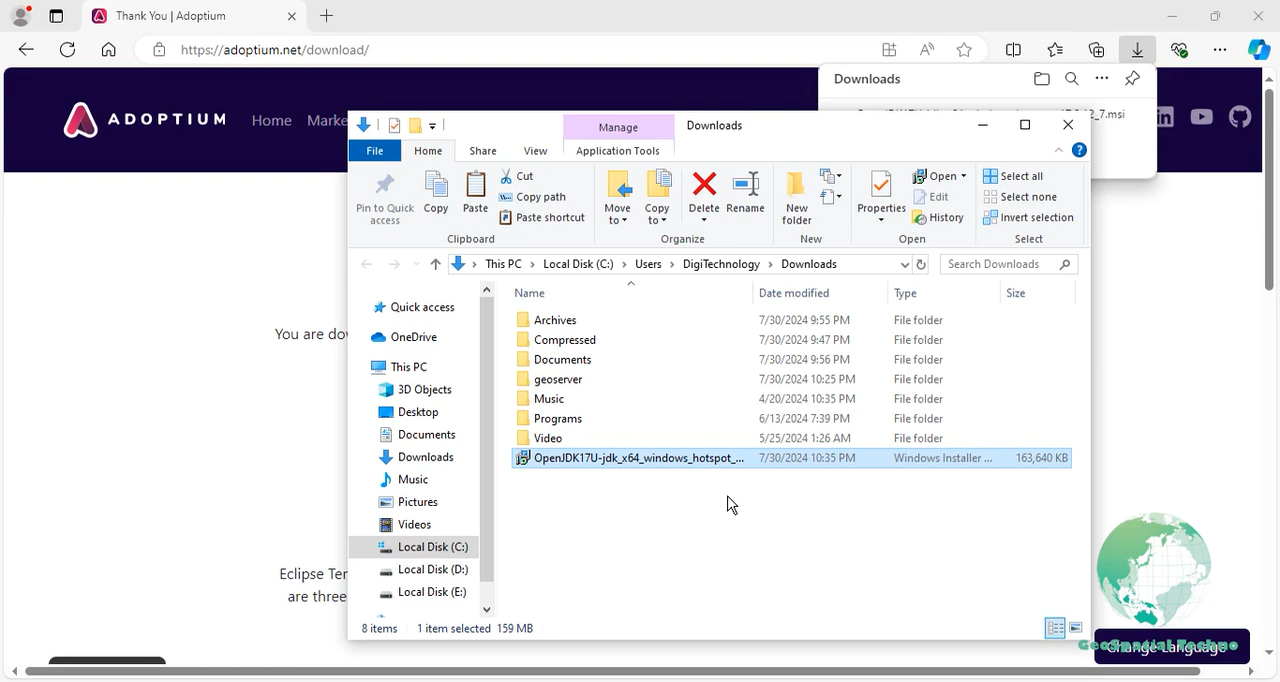 Thank You | Adoptium
https://adoptium.net/download/
Downloads
ADOPTIUM
Home
7_7.msi
Manage
Downloads
File
Home
Share
View
Application Tools
Pin to Quick access
Copy
Paste
Cut
Copy path
Paste shortcut
Clipboard
Move to
Copy to
Delete
Rename
Organize
New folder
New
Properties
Open
Edit
History
Open
Select all
Select none
Invert selection
Select
This PC
Local Disk (C:)
Users
DigiTechnology
Downloads
Search Downloads
Name
Date modified
Type
Size
Quick access
OneDrive
This PC
3D Objects
Desktop
Documents
Downloads
Music
Pictures
Videos
Local Disk (C:)
Local Disk (D:)
Local Disk (E:)
Archives 7/30/2024 9:55 PM File folder
Compressed 7/30/2024 9:47 PM File folder
Documents 7/30/2024 9:56 PM File folder
geoserver 7/30/2024 10:25 PM File folder
Music 4/20/2024 10:35 PM File folder
Programs 6/13/2024 7:39 PM File folder
Video 5/25/2024 1:26 AM File folder
OpenJDK17U-jdk_x64_windows_hotspot_... 7/30/2024 10:35 PM Windows Installer ... 163,640 KB
8 items
1 item selected 159 MB
You are dow
Eclipse Ter
are three
Change Language
GeoSpatial Techno